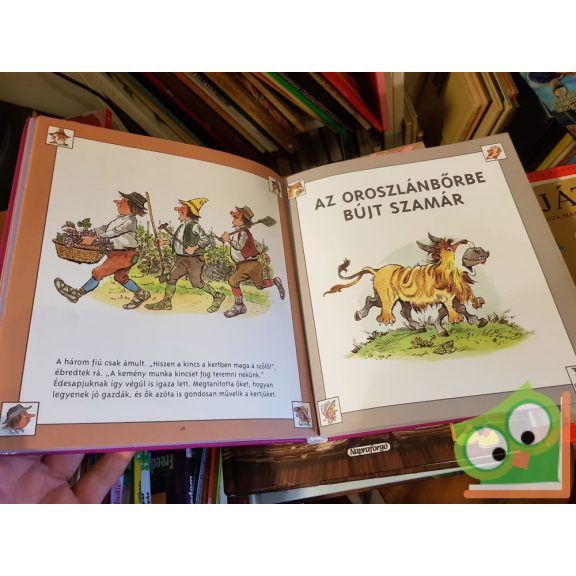 A három fiú csak ámult. „Hiszen a kincs a kertben maga a szőlő!",
ébredtek rá. „A kemény munka kincset fog teremni nekünk."
Édesapjuknak így végül is igaza lett. Megtanította őket, hogyan
legyenek jó gazdák, és ők azóta is gondosan művelik a kertjüket.
AZ OROSZLÁNBŐRBE
BÚJT SZAMÁR
JÁT
Napraforgó